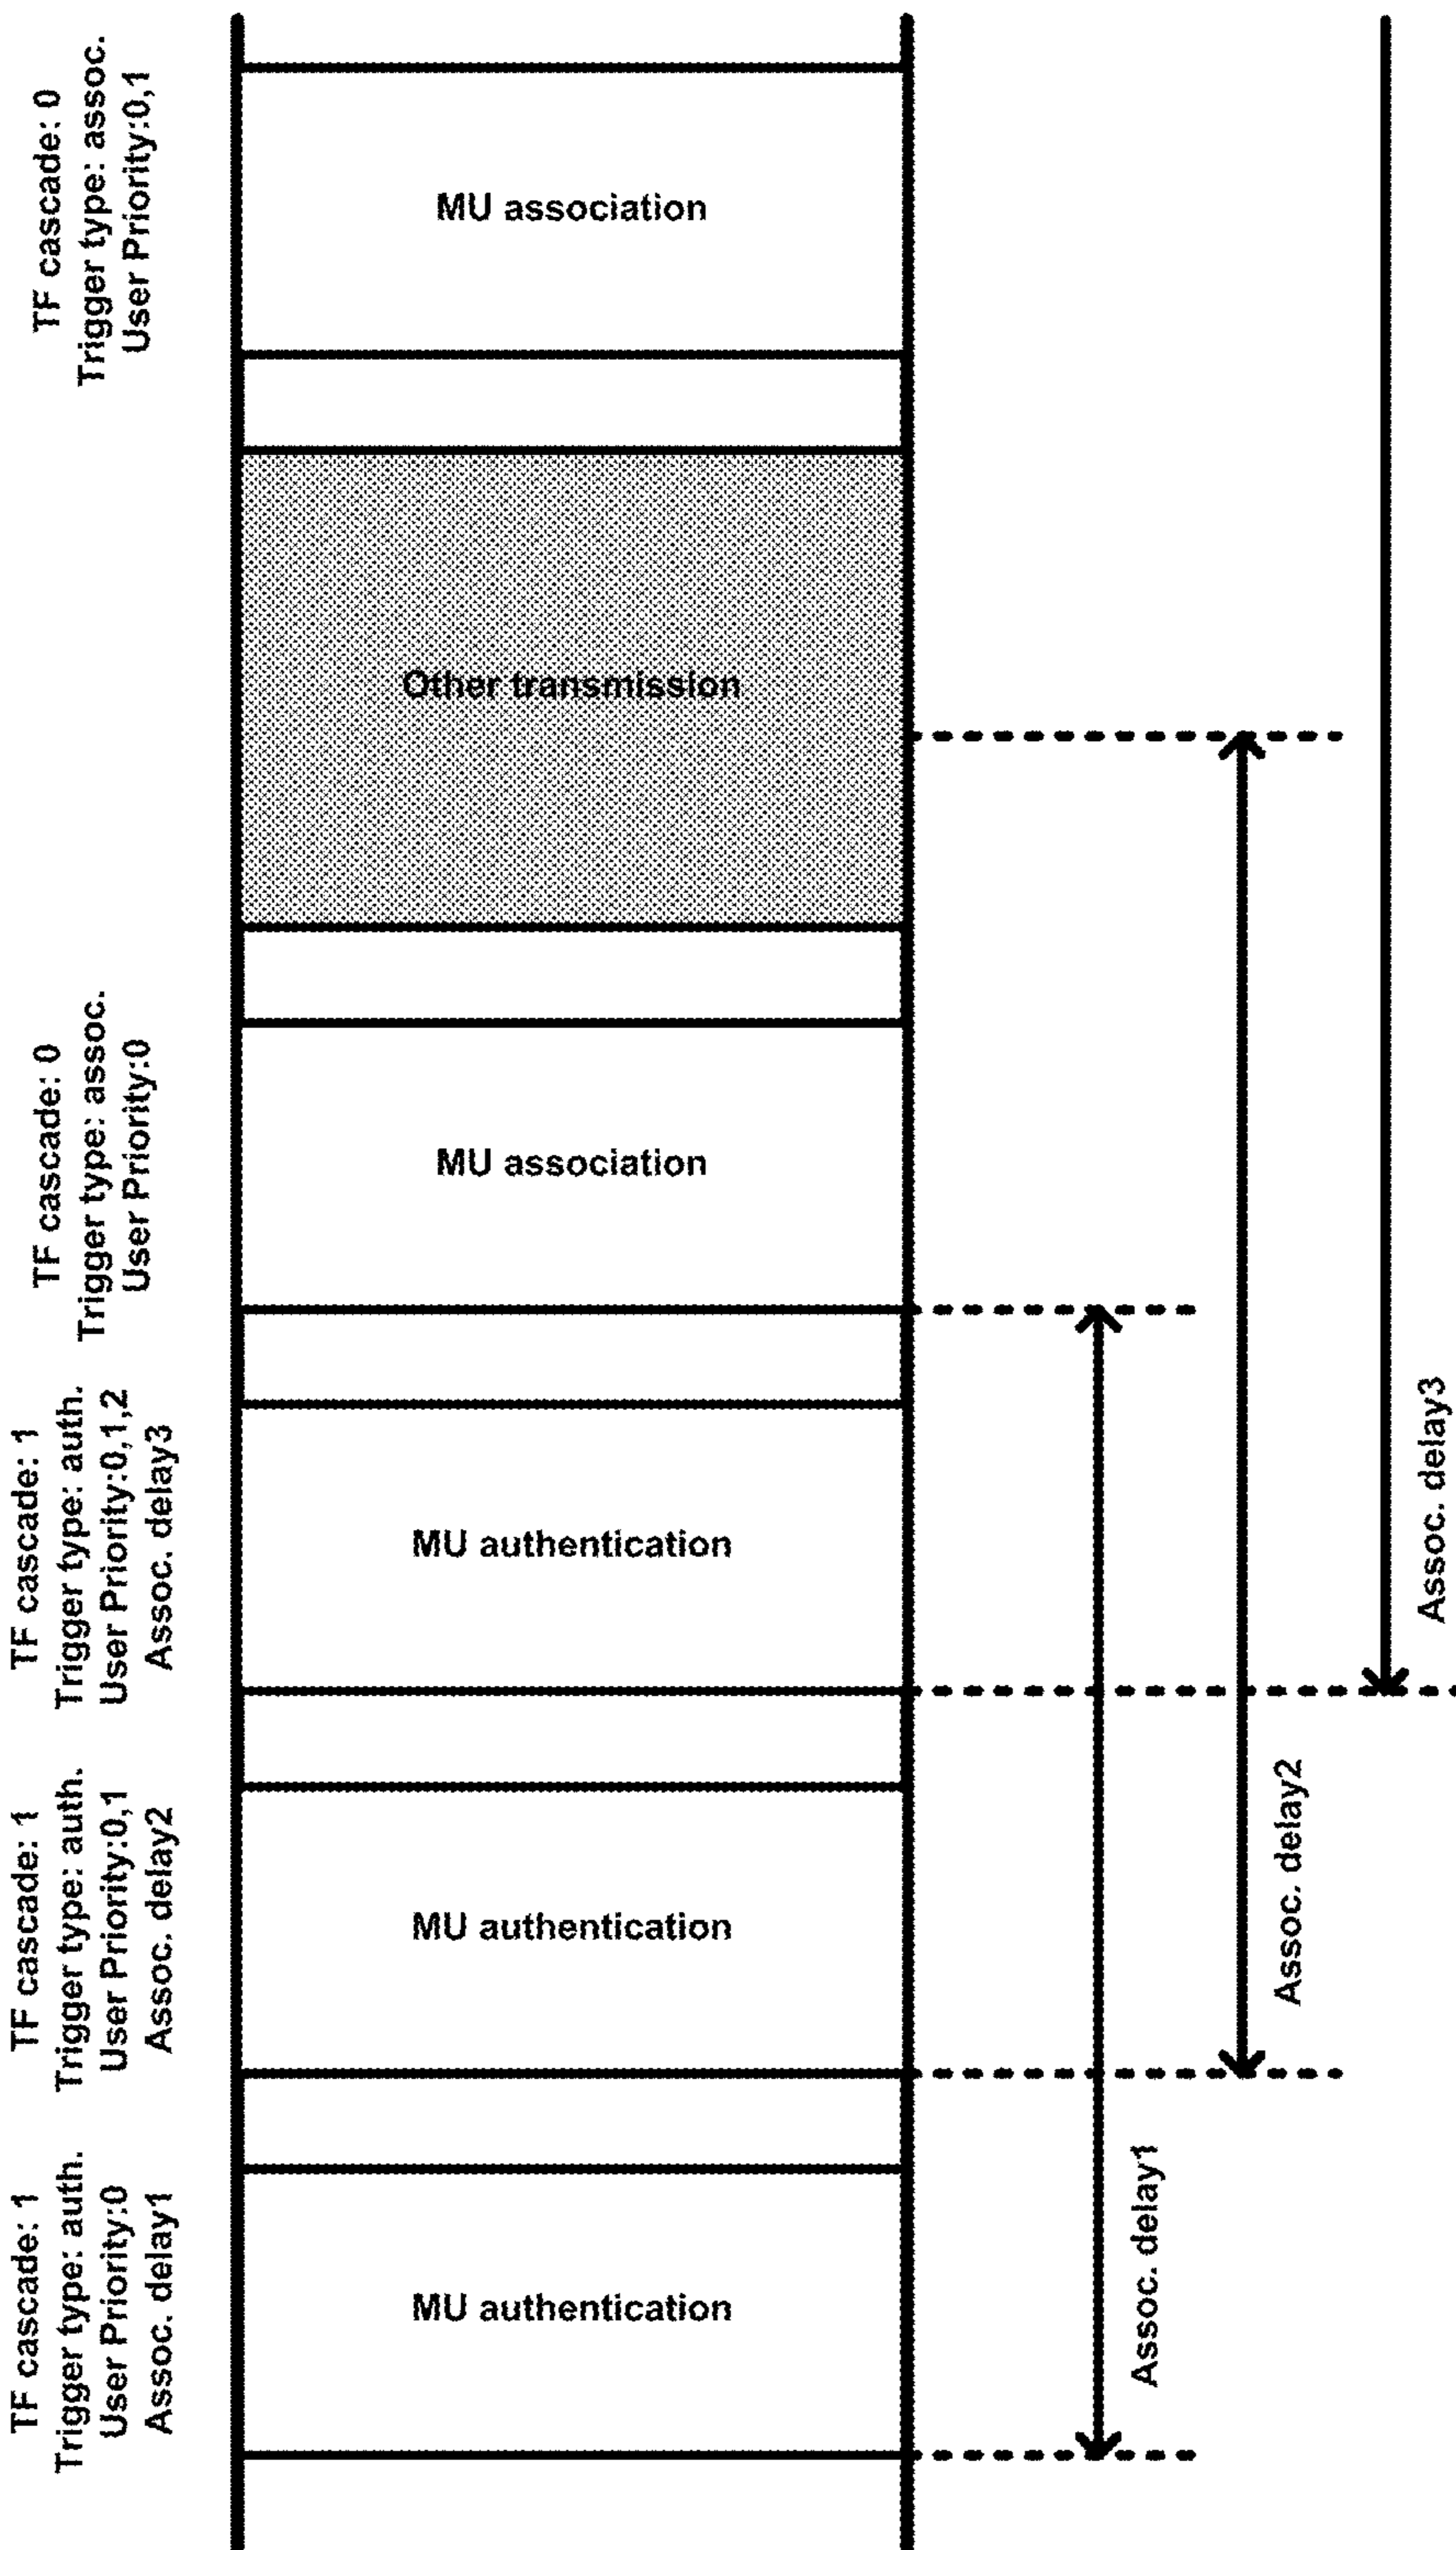 TF cascade: 1
Trigger type: auth.
User Priority:0
Assoc. delay1
TF cascade: 1
Trigger type: auth.
User Priority:0,1
Assoc. delay2
TF cascade: 1
Trigger type: auth.
User Priority:0,1,2
Assoc. delay3
TF cascade: 0
Trigger type: assoc.
User Priority:0
TF cascade: 0
Trigger type: assoc.
User Priority:0,1
MU authentication
MU authentication
MU authentication
MU association
Other transmission
MU association
Assoc. delay1
Assoc. delay2
Assoc. delay3